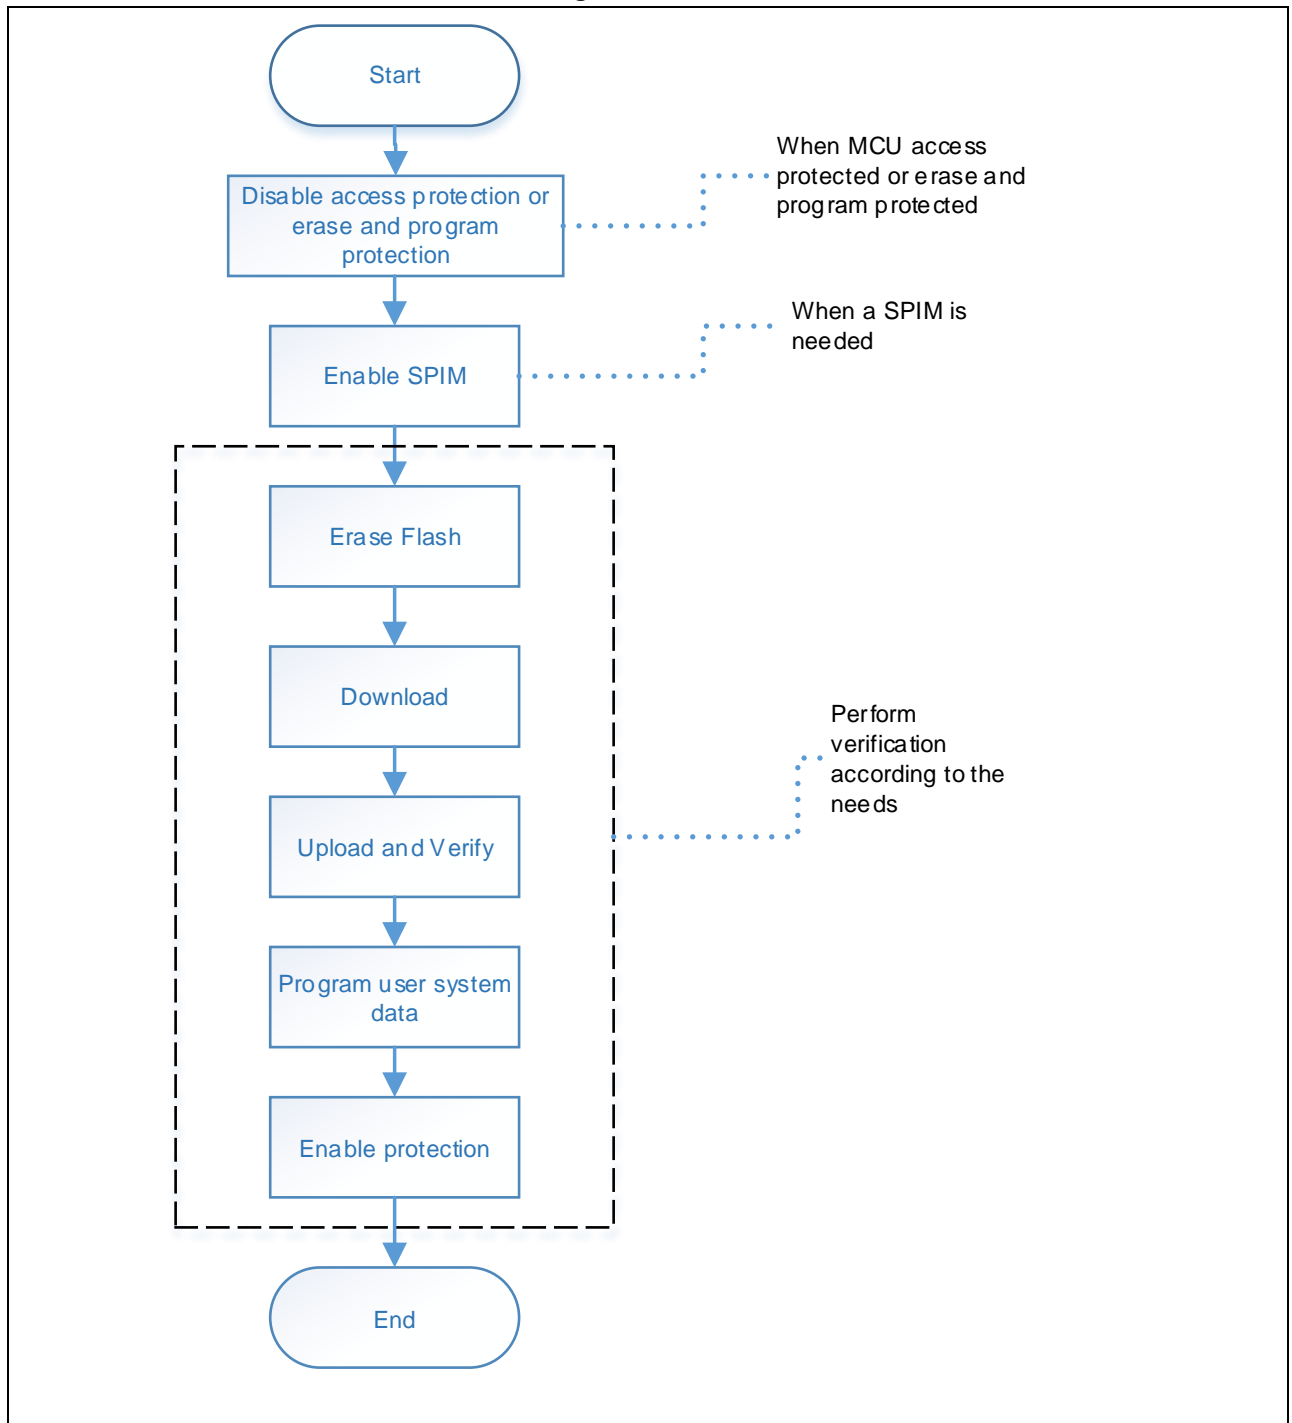 Start
When MCU access
protected or erase and
program protected
Disable access protection or
erase and program
protection
When a SPIM is
needed
Enable SPIM
Erase Flash
Download
Perform
verification
according to the
needs
Upload and Verify
Program user system
data
Enable protection
End